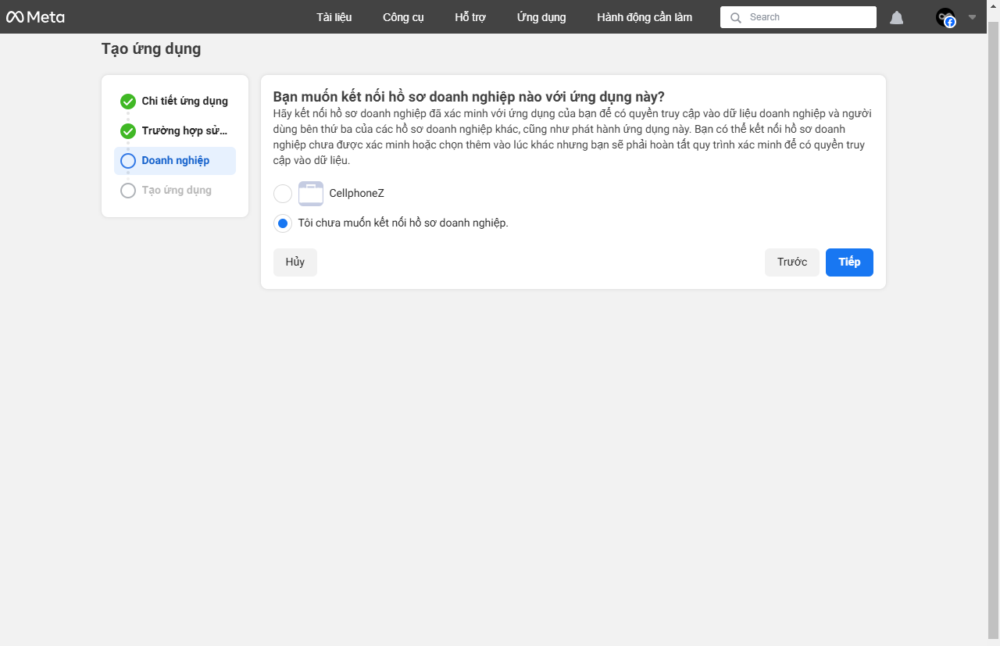 Meta
Tài liệu
Công cụ
Hỗ trợ
Ứng dụng
Hành động cần làm
Search
Tạo ứng dụng
Chi tiết ứng dụng
Trường hợp sử...
Doanh nghiệp
Tạo ứng dụng
Bạn muốn kết nối hồ sơ doanh nghiệp nào với ứng dụng này?
Hãy kết nối hồ sơ doanh nghiệp đã xác minh với ứng dụng của bạn để có quyền truy cập vào dữ liệu doanh nghiệp và người
dùng bên thứ ba của các hồ sơ doanh nghiệp khác, cũng như phát hành ứng dụng này. Bạn có thể kết nối hồ sơ doanh
nghiệp chưa được xác minh hoặc chọn thêm vào lúc khác nhưng bạn sẽ phải hoàn tất quy trình xác minh để có quyền truy
cập vào dữ liệu.
CellphoneZ
Tôi chưa muốn kết nối hồ sơ doanh nghiệp.
Hủy
Trước
Tiếp